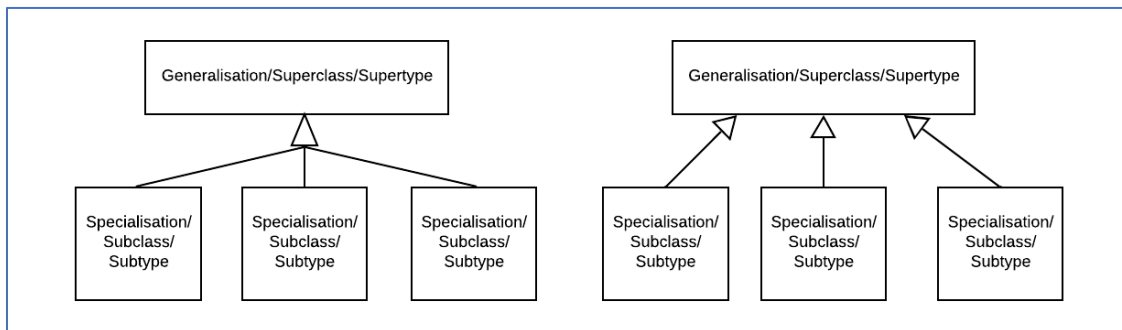 Generalisation/Superclass/Supertype
Generalisation/Superclass/Supertype
Specialisation/
Subclass/
Subtype
Specialisation/
Subclass/
Subtype
Specialisation/
Subclass/
Subtype
Specialisation/
Subclass/
Subtype
Specialisation/
Subclass/
Subtype
Specialisation/
Subclass/
Subtype